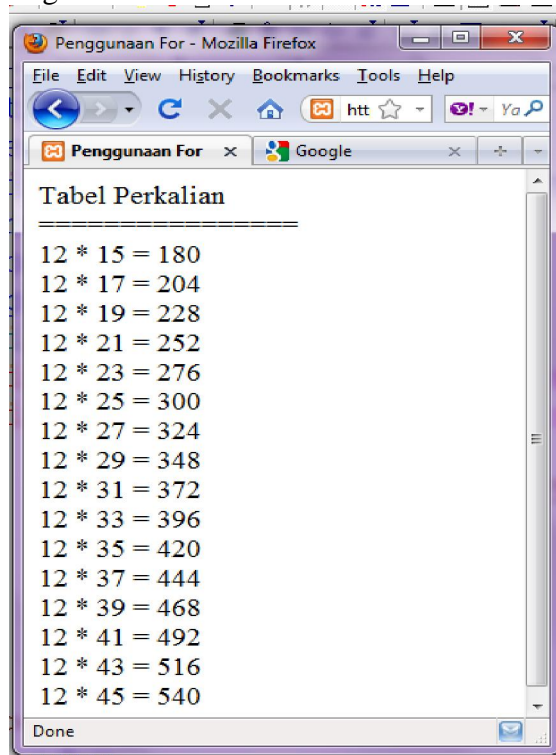 Penggunaan For - Mozilla Firefox
File Edit View History Bookmarks Tools Help
htt Ya
Penggunaan For Google
Tabel Perkalian
=================
12 * 15 = 180
12 * 17 = 204
12 * 19 = 228
12 * 21 = 252
12 * 23 = 276
12 * 25 = 300
12 * 27 = 324
12 * 29 = 348
12 * 31 = 372
12 * 33 = 396
12 * 35 = 420
12 * 37 = 444
12 * 39 = 468
12 * 41 = 492
12 * 43 = 516
12 * 45 = 540
Done